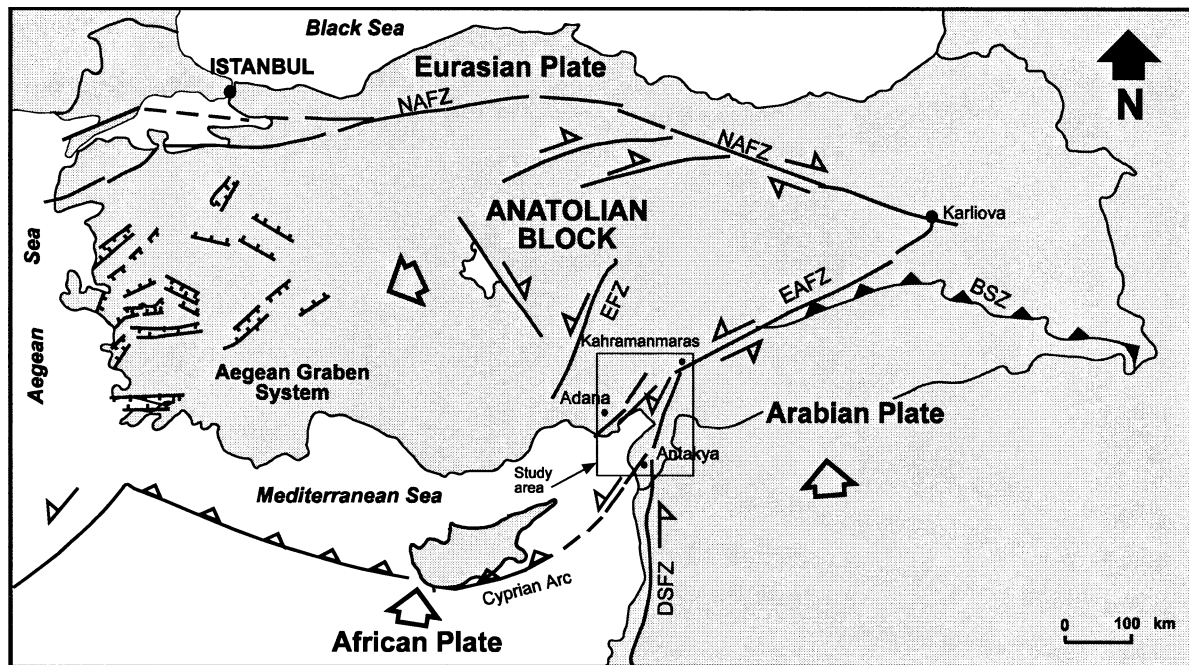 Black Sea
ISTANBUL
Eurasian Plate
N
NAFZ
NAFZ
Karliova
ANATOLIAN
BLOCK
Aegean Sea
EFZ
EAFZ
BSZ
Kahramanmaras
Aegean Graben
System
Adana
Arabian Plate
Antakya
Study
area
Mediterranean Sea
Cyprian Arc
DSFZ
African Plate
0 100 km